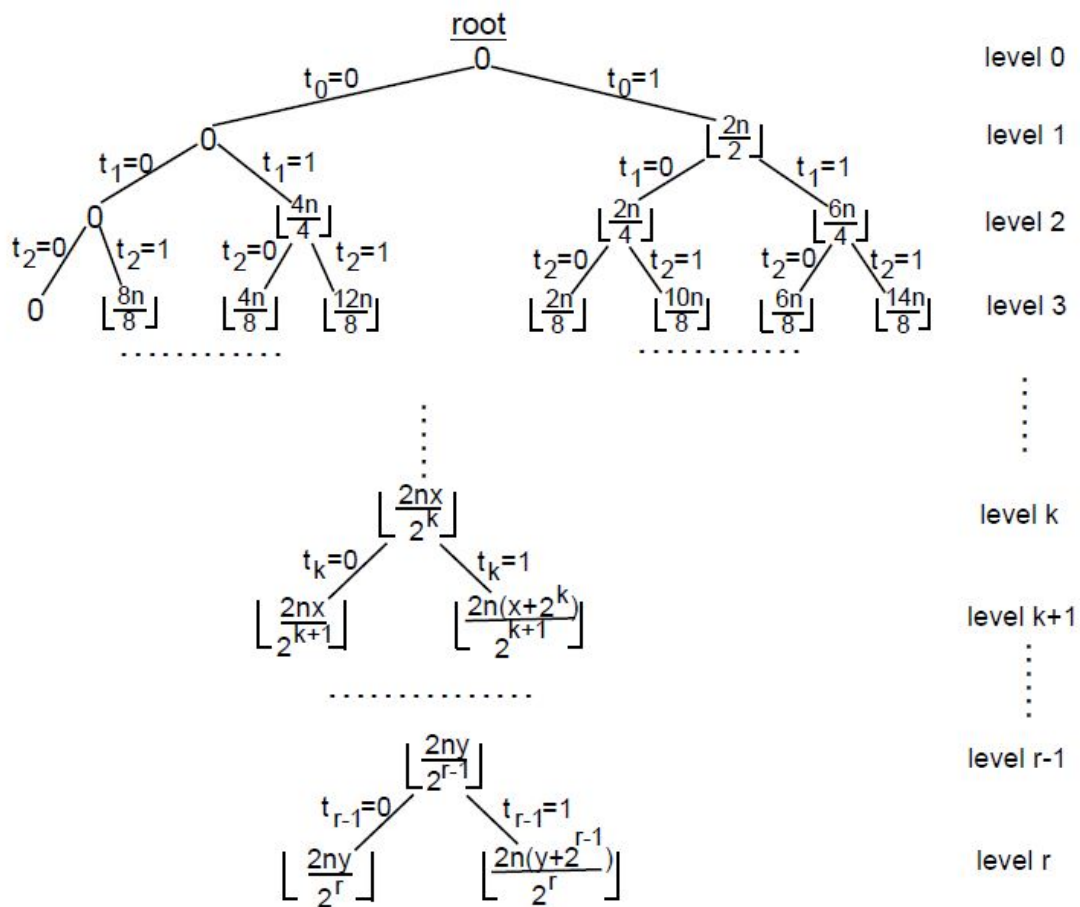 root
0 level 0
t₀=0 t₀=1
0 ⌊2n/2⌋ level 1
t₁=0 t₁=1 t₁=0 t₁=1
0 ⌊4n/4⌋ ⌊2n/4⌋ ⌊6n/4⌋ level 2
t₂=0 t₂=1 t₂=0 t₂=1 t₂=0 t₂=1 t₂=0 t₂=1
0 ⌊8n/8⌋ ⌊4n/8⌋ ⌊12n/8⌋ ⌊2n/8⌋ ⌊10n/8⌋ ⌊6n/8⌋ ⌊14n/8⌋ level 3
⌊2nx/2^k⌋ level k
t_k=0 t_k=1
⌊2nx/2^{k+1}⌋ ⌊2n(x+2^k)/2^{k+1}⌋ level k+1
⌊2ny/2^{r-1}⌋ level r-1
t_{r-1}=0 t_{r-1}=1
⌊2ny/2^r⌋ ⌊2n(y+2^{r-1})/2^r⌋ level r